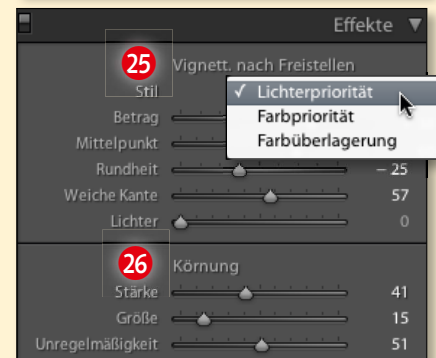 Effekte
25 Vignett. nach Freistellen
Stil
✓ Lichterpriorität
Farbpriorität
Farbüberlagerung
Betrag
Mittelpunkt
Rundheit – 25
Weiche Kante 57
Lichter 0
26 Körnung
Stärke 41
Größe 15
Unregelmäßigkeit 51